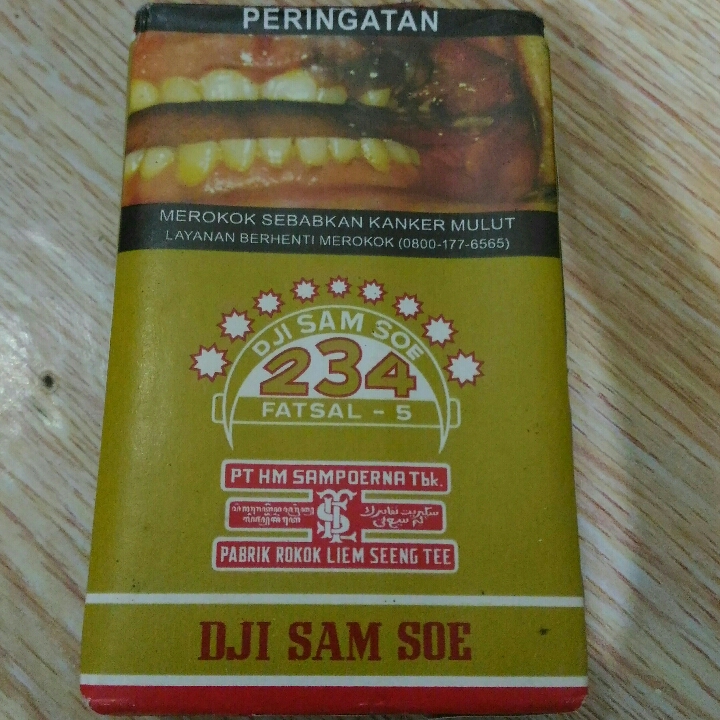 PERINGATAN
MEROKOK SEBABKAN KANKER MULUT
LAYANAN BERHENTI MEROKOK (0800-177-6565)
DJI SAM SOE
234
FATSAL - 5
PT HM SAMPOERNA Tbk.
PABRIK ROKOK LIEM SEENG TEE
DJI SAM SOE